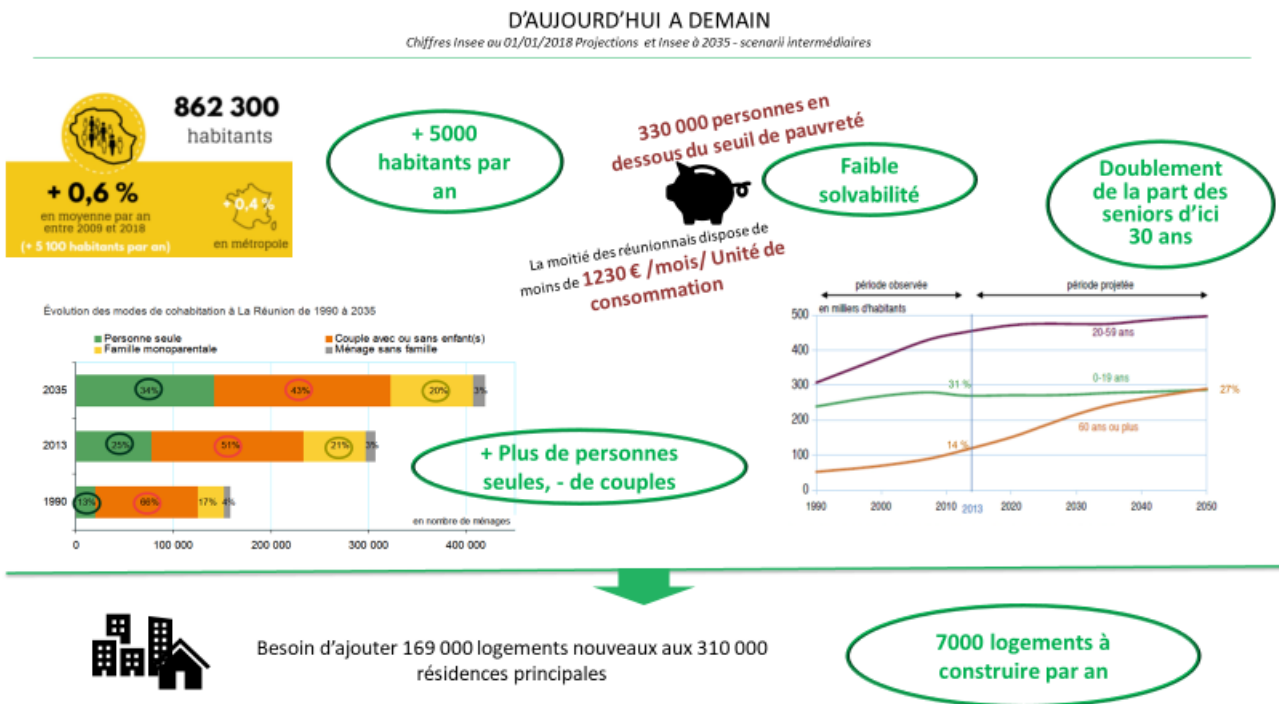 D'AUJOURD'HUI A DEMAIN
Chiffres Insee au 01/01/2018 Projections et Insee à 2035 - scenarii intermédiaires
862 300
habitants
+ 0,6 %
en moyenne par an
entre 2009 et 2018
(+ 5 100 habitants par an)
+0,4 %
en métropole
+ 5000
habitants par
an
330 000 personnes en
dessous du seuil de pauvreté
Faible
solvabilité
La moitié des réunionnais dispose de
moins de 1230 € /mois/ Unité de
consommation
Doublement
de la part des
seniors d'ici
30 ans
Évolution des modes de cohabitation à La Réunion de 1990 à 2035
Personne seule
Couple avec ou sans enfant(s)
Famille monoparentale
Ménage sans famille
2035
34%
43%
20%
3%
2013
25%
51%
21%
3%
1990
13%
66%
17%
4%
en nombre de ménages
0
100 000
200 000
300 000
400 000
+ Plus de personnes
seules, - de couples
période observée
période projetée
en milliers d'habitants
500
400
300
200
100
0
20-59 ans
31 %
0-19 ans
27%
60 ans ou plus
14 %
1990
2000
2010
2013
2020
2030
2040
2050
Besoin d'ajouter 169 000 logements nouveaux aux 310 000
résidences principales
7000 logements à
construire par an